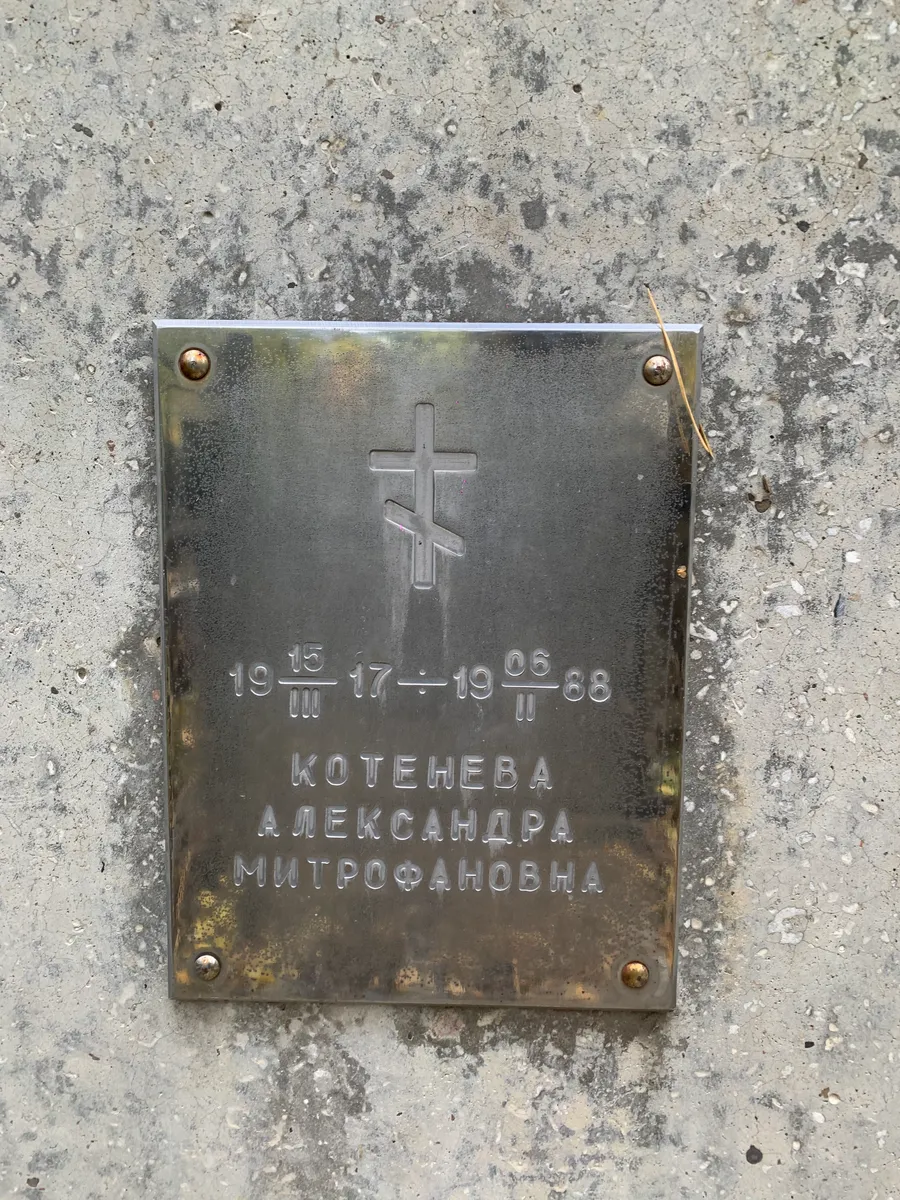 19 15/III 17 ÷ 19 06/II 88
КОТЕНЕВА
АЛЕКСАНДРА
МИТРОФАНОВНА